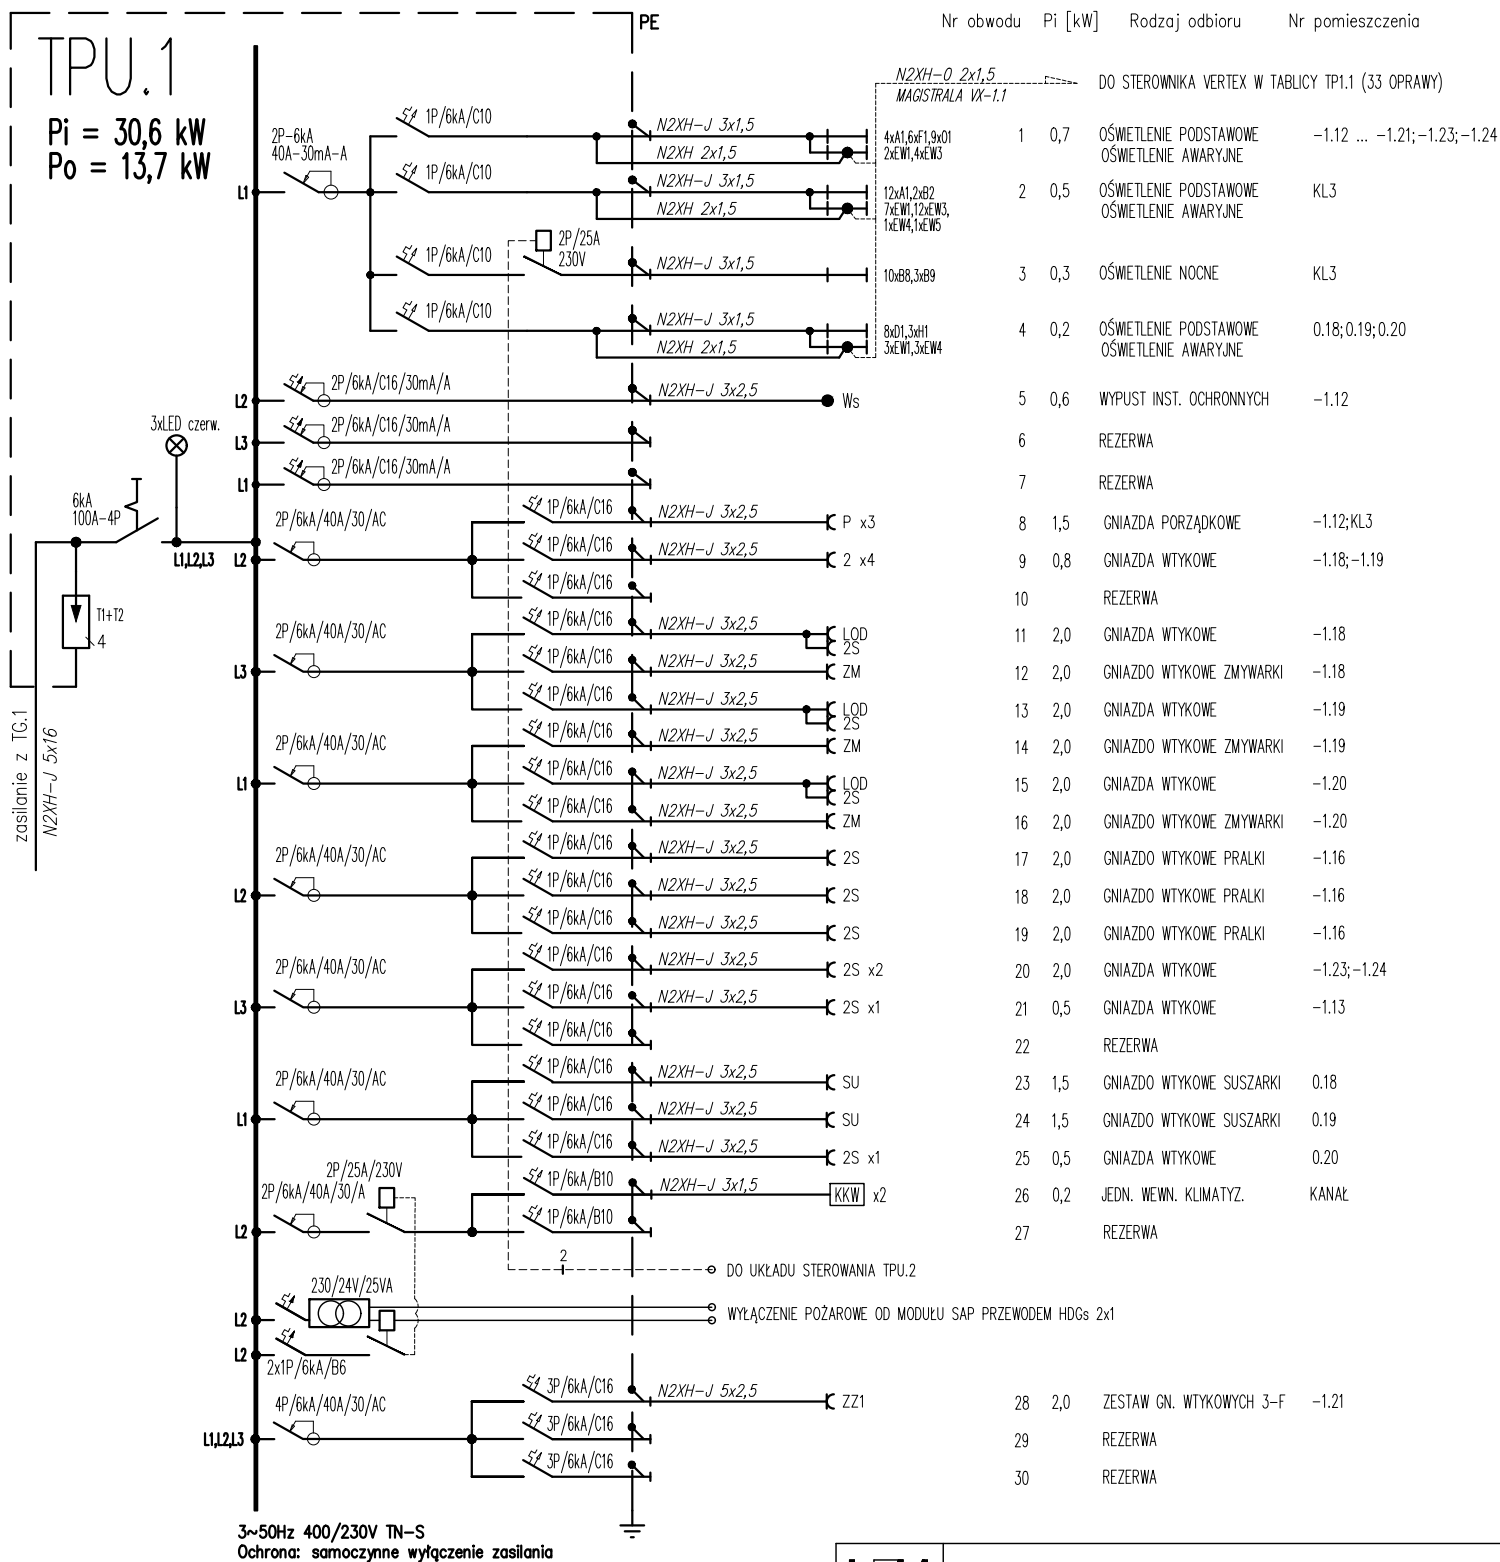 TPU.1
Pi = 30,6 kW
Po = 13,7 kW
PE
Nr obwodu Pi [kW] Rodzaj odbioru Nr pomieszczenia
N2XH-O 2x1,5
MAGISTRALA VX-1.1
DO STEROWNIKA VERTEX W TABLICY TP1.1 (33 OPRAWY)
2P-6kA
40A-30mA-A
L1
1P/6kA/C10 N2XH-J 3x1,5 4xA1,6xF1,9xO1 1 0,7 OŚWIETLENIE PODSTAWOWE -1.12 ... -1.21;-1.23;-1.24
N2XH 2x1,5 2xEW1,4xEW3 OŚWIETLENIE AWARYJNE
1P/6kA/C10 N2XH-J 3x1,5 12xA1,2xB2 2 0,5 OŚWIETLENIE PODSTAWOWE KL3
N2XH 2x1,5 7xEW1,12xEW3, OŚWIETLENIE AWARYJNE
1xEW4,1xEW5
2P/25A
230V
1P/6kA/C10 N2XH-J 3x1,5 10xB8,3xB9 3 0,3 OŚWIETLENIE NOCNE KL3
1P/6kA/C10 N2XH-J 3x1,5 8xD1,3xH1 4 0,2 OŚWIETLENIE PODSTAWOWE 0.18;0.19;0.20
N2XH 2x1,5 3xEW1,3xEW4 OŚWIETLENIE AWARYJNE
L2 2P/6kA/C16/30mA/A N2XH-J 3x2,5 Ws 5 0,6 WYPUST INST. OCHRONNYCH -1.12
L3 2P/6kA/C16/30mA/A 6 REZERWA
L1 2P/6kA/C16/30mA/A 7 REZERWA
3xLED czerw.
6kA
100A-4P
L1,L2,L3
T1+T2
4
zasilanie z TG.1
N2XH-J 5x16
2P/6kA/40A/30/AC
L2
1P/6kA/C16 N2XH-J 3x2,5 P x3 8 1,5 GNIAZDA PORZĄDKOWE -1.12;KL3
1P/6kA/C16 N2XH-J 3x2,5 2 x4 9 0,8 GNIAZDA WTYKOWE -1.18;-1.19
1P/6kA/C16 10 REZERWA
2P/6kA/40A/30/AC
L3
1P/6kA/C16 N2XH-J 3x2,5 LOD 11 2,0 GNIAZDA WTYKOWE -1.18
2S
1P/6kA/C16 N2XH-J 3x2,5 ZM 12 2,0 GNIAZDO WTYKOWE ZMYWARKI -1.18
1P/6kA/C16 N2XH-J 3x2,5 LOD 13 2,0 GNIAZDA WTYKOWE -1.19
2S
2P/6kA/40A/30/AC
L1
1P/6kA/C16 N2XH-J 3x2,5 ZM 14 2,0 GNIAZDO WTYKOWE ZMYWARKI -1.19
1P/6kA/C16 N2XH-J 3x2,5 LOD 15 2,0 GNIAZDA WTYKOWE -1.20
2S
1P/6kA/C16 N2XH-J 3x2,5 ZM 16 2,0 GNIAZDO WTYKOWE ZMYWARKI -1.20
2P/6kA/40A/30/AC
L2
1P/6kA/C16 N2XH-J 3x2,5 2S 17 2,0 GNIAZDO WTYKOWE PRALKI -1.16
1P/6kA/C16 N2XH-J 3x2,5 2S 18 2,0 GNIAZDO WTYKOWE PRALKI -1.16
1P/6kA/C16 N2XH-J 3x2,5 2S 19 2,0 GNIAZDO WTYKOWE PRALKI -1.16
2P/6kA/40A/30/AC
L3
1P/6kA/C16 N2XH-J 3x2,5 2S x2 20 2,0 GNIAZDA WTYKOWE -1.23;-1.24
1P/6kA/C16 N2XH-J 3x2,5 2S x1 21 0,5 GNIAZDA WTYKOWE -1.13
1P/6kA/C16 22 REZERWA
2P/6kA/40A/30/AC
L1
1P/6kA/C16 N2XH-J 3x2,5 SU 23 1,5 GNIAZDO WTYKOWE SUSZARKI 0.18
1P/6kA/C16 N2XH-J 3x2,5 SU 24 1,5 GNIAZDO WTYKOWE SUSZARKI 0.19
1P/6kA/C16 N2XH-J 3x2,5 2S x1 25 0,5 GNIAZDA WTYKOWE 0.20
2P/25A/230V
2P/6kA/40A/30/A
L2
1P/6kA/B10 N2XH-J 3x1,5 KKW x2 26 0,2 JEDN. WEWN. KLIMATYZ. KANAŁ
1P/6kA/B10 27 REZERWA
2 DO UKŁADU STEROWANIA TPU.2
230/24V/25VA
L2 WYŁĄCZENIE POŻAROWE OD MODUŁU SAP PRZEWODEM HDGs 2x1
L2
2x1P/6kA/B6
4P/6kA/40A/30/AC
L1,L2,L3
3P/6kA/C16 N2XH-J 5x2,5 ZZ1 28 2,0 ZESTAW GN. WTYKOWYCH 3-F -1.21
3P/6kA/C16 29 REZERWA
3P/6kA/C16 30 REZERWA
3~50Hz 400/230V TN-S
Ochrona: samoczynne wyłączenie zasilania